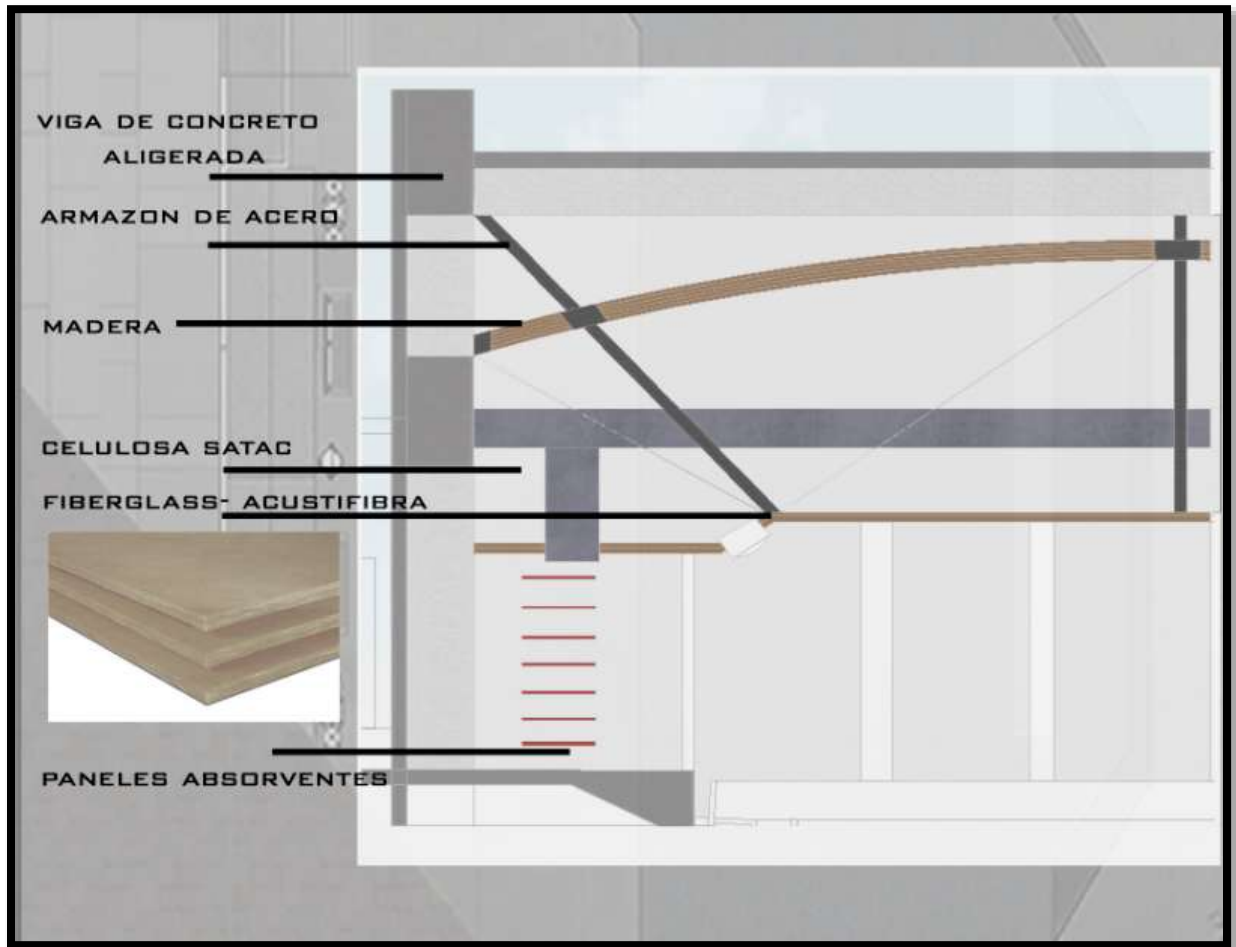 VIGA DE CONCRETO
ALIGERADA
ARMAZON DE ACERO
MADERA
CELULOSA SATAC
FIBERGLASS- ACUSTIFIBRA
PANELES ABSORVENTES